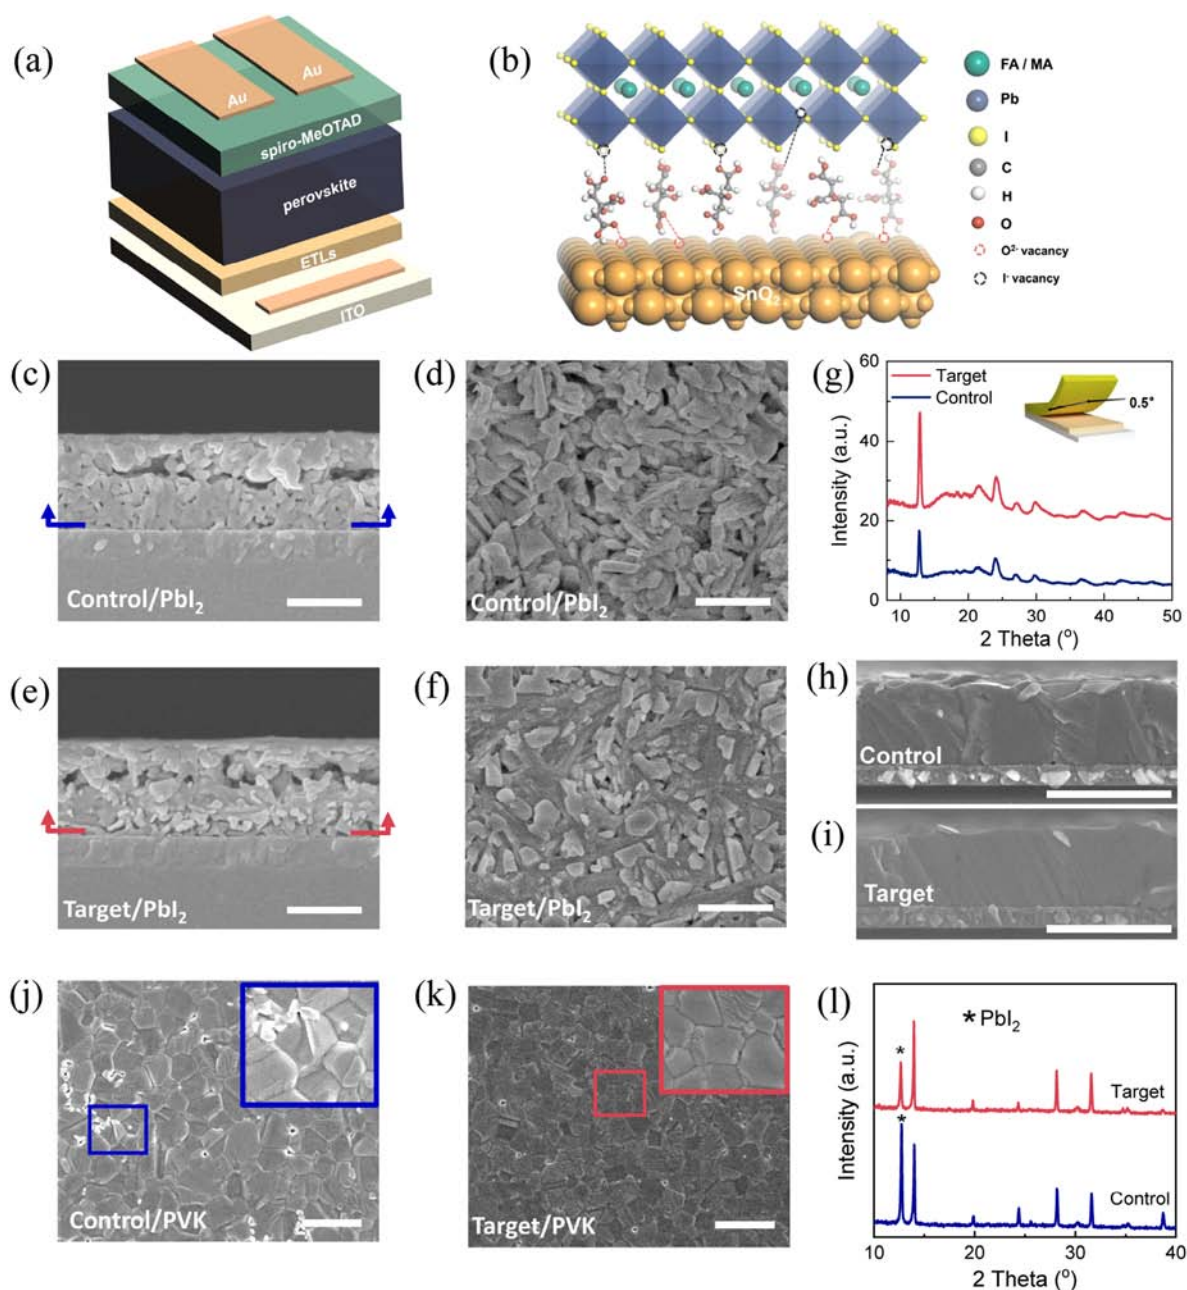 (a)
Au
Au
spiro-MeOTAD
perovskite
ETLs
ITO
(b)
FA / MA
Pb
I
C
H
O
O²⁻ vacancy
I⁻ vacancy
SnO₂
(c)
Control/PbI₂
(d)
Control/PbI₂
(g)
60
40
20
0
Intensity (a.u.)
Target
Control
0.5°
10 20 30 40 50
2 Theta (°)
(e)
Target/PbI₂
(f)
Target/PbI₂
(h)
Control
(i)
Target
(j)
Control/PVK
(k)
Target/PVK
(l)
* PbI₂
Intensity (a.u.)
*
Target
*
Control
10 20 30 40
2 Theta (°)